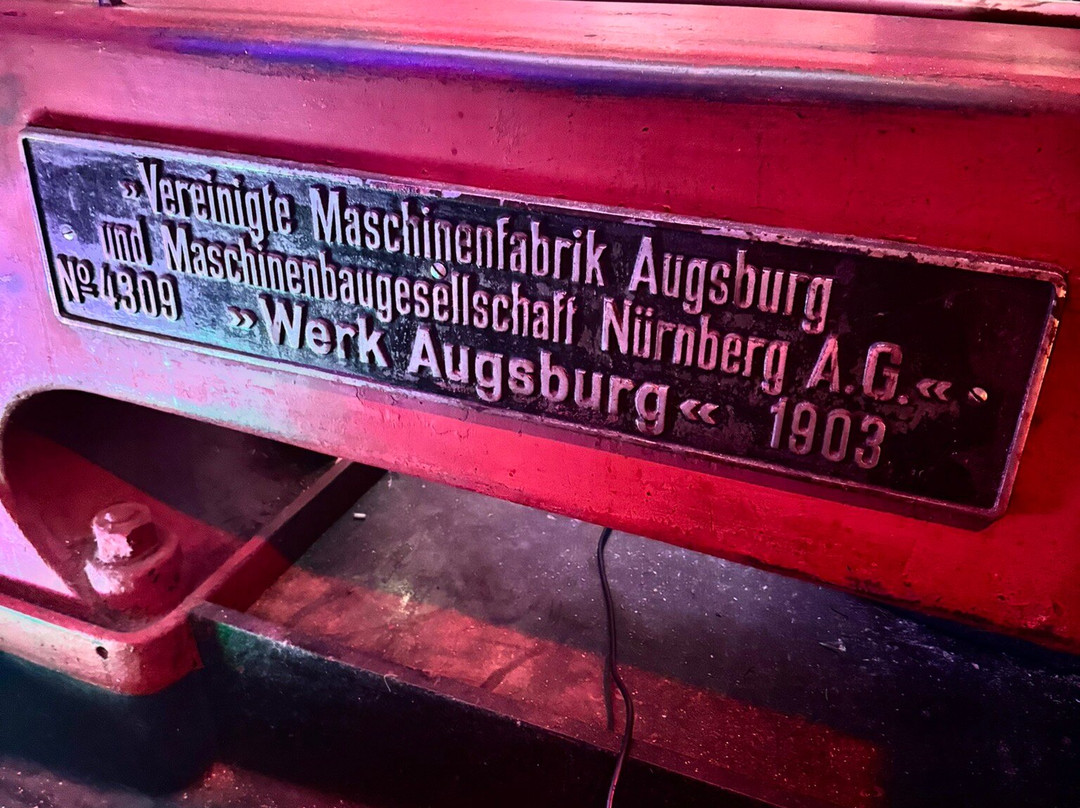 »Vereinigte Maschinenfabrik Augsburg
und Maschinenbaugesellschaft Nürnberg A.G.«
Nº 4309 »Werk Augsburg« 1903